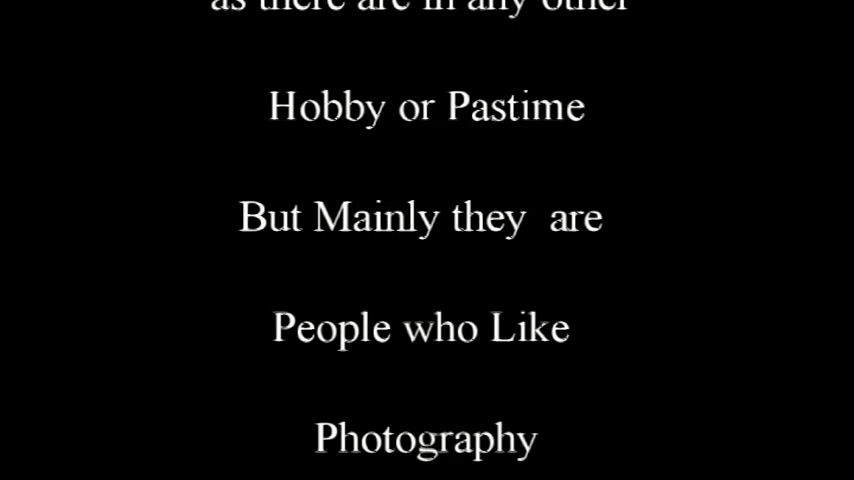 as there are in any other
Hobby or Pastime
But Mainly they  are
People who Like
Photography